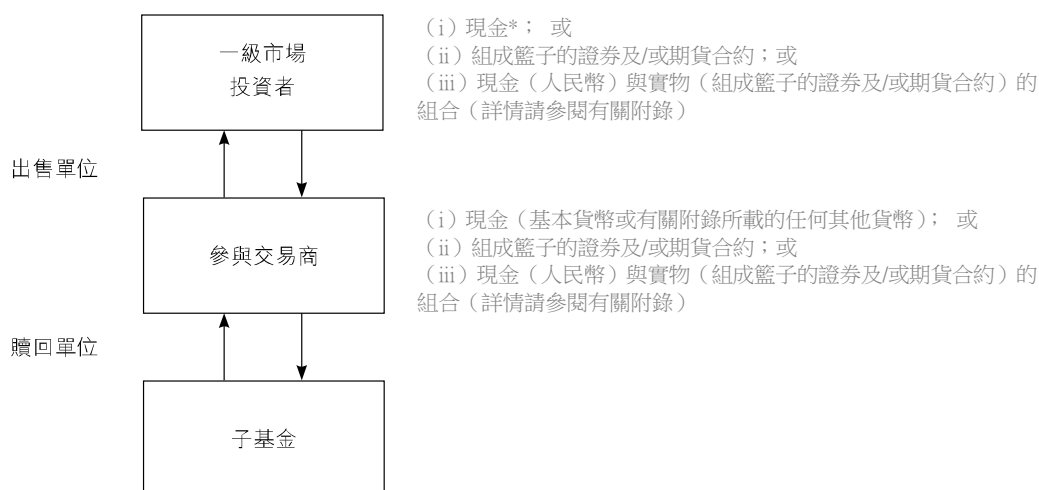 一級市場
投資者
（i）現金*； 或
（ii）組成籃子的證券及/或期貨合約；或
（iii）現金（人民幣）與實物（組成籃子的證券及/或期貨合約）的
組合（詳情請參閱有關附錄）
出售單位
參與交易商
（i）現金（基本貨幣或有關附錄所載的任何其他貨幣）； 或
（ii）組成籃子的證券及/或期貨合約；或
（iii）現金（人民幣）與實物（組成籃子的證券及/或期貨合約）的
組合（詳情請參閱有關附錄）
贖回單位
子基金